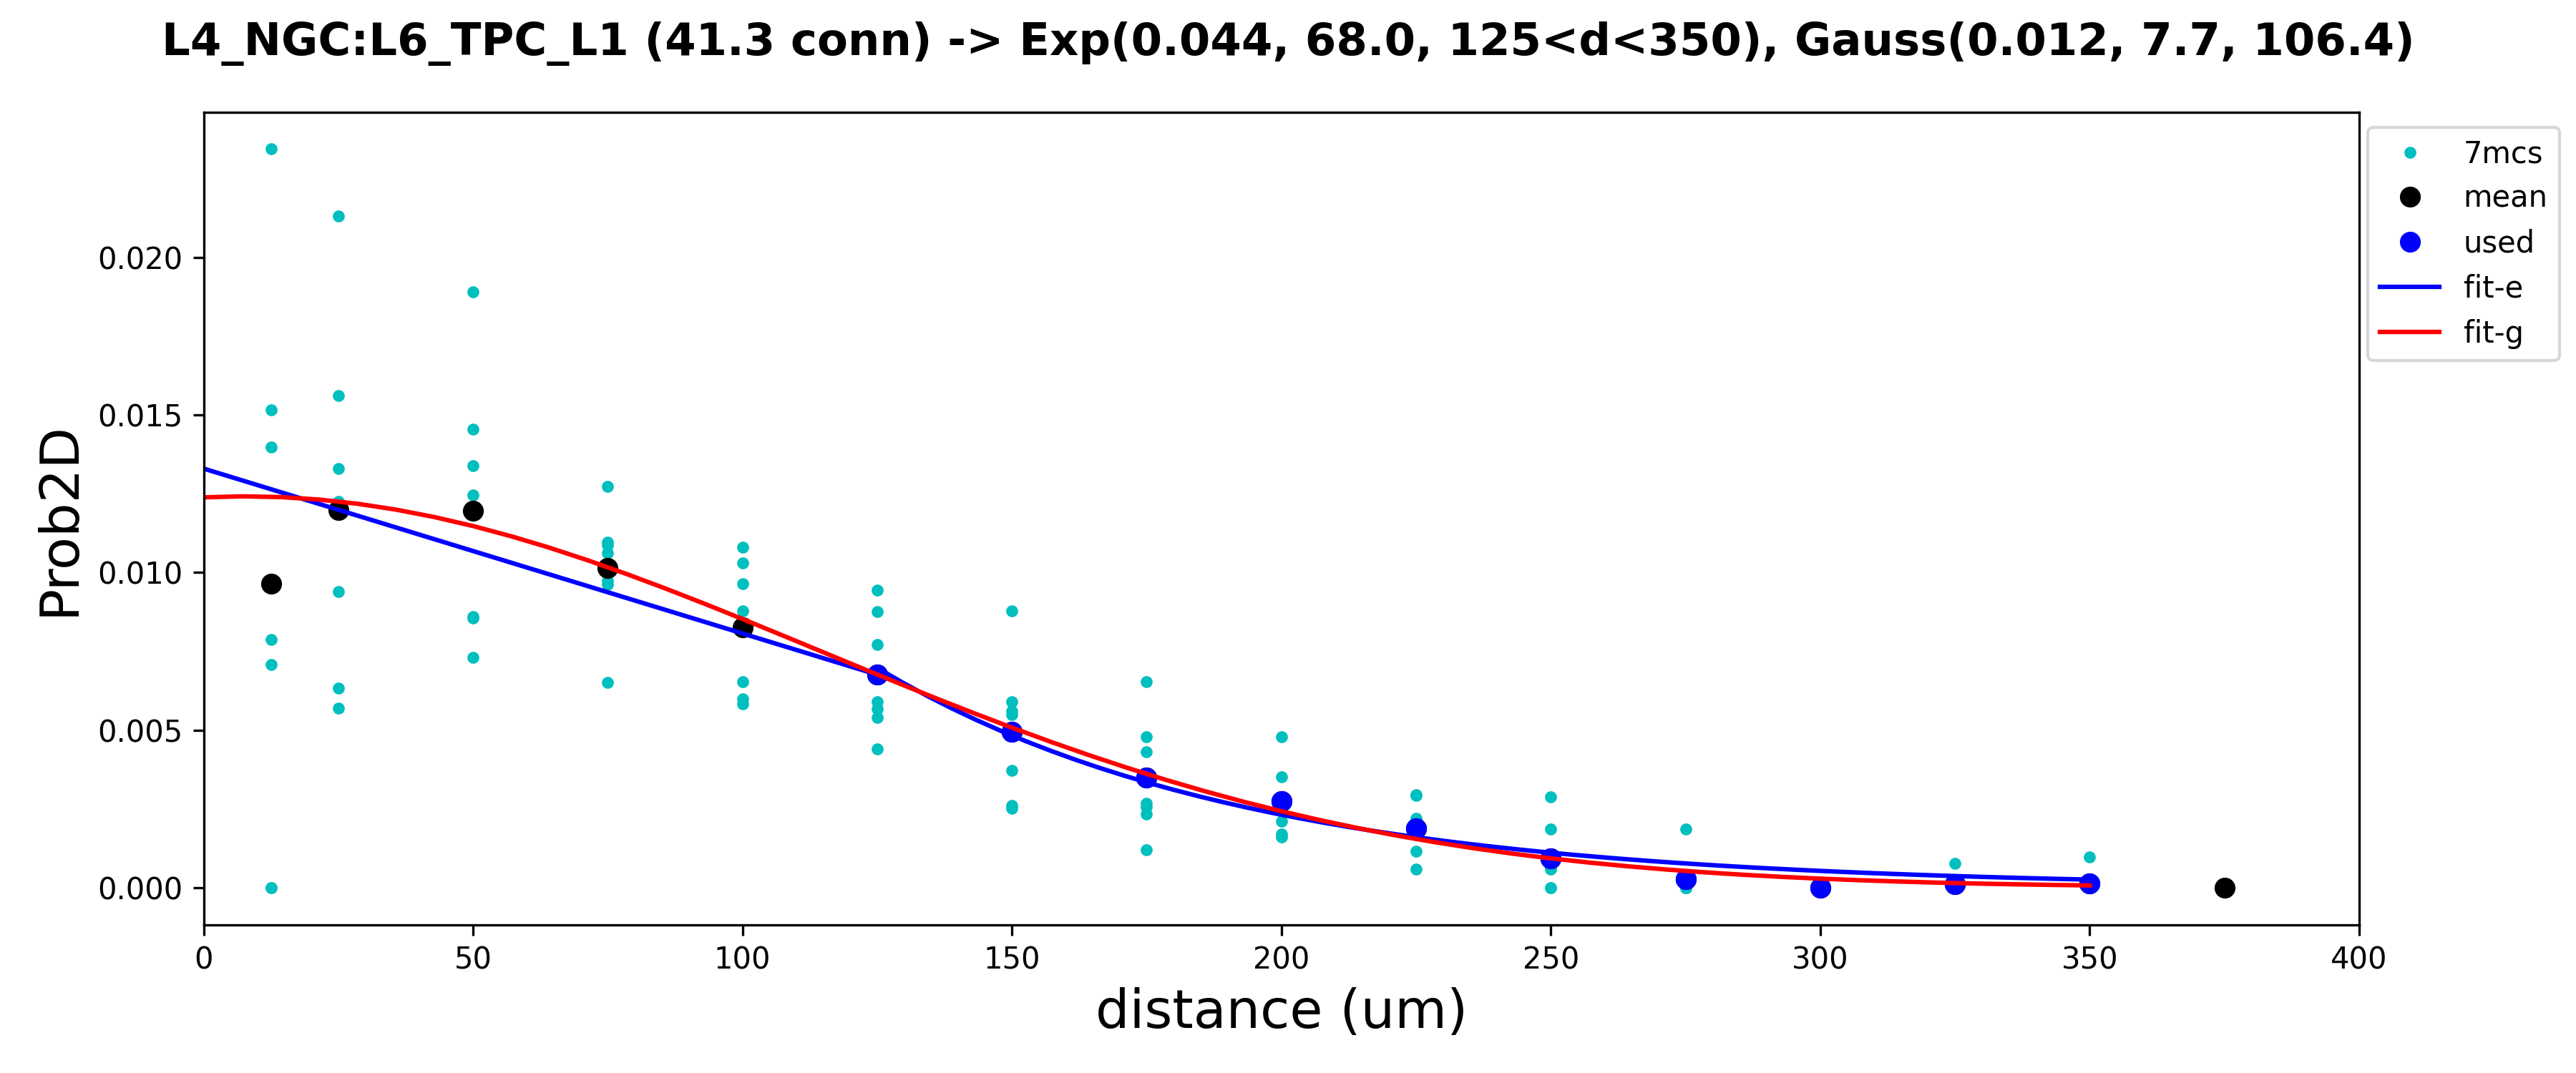 L4_NGC:L6_TPC_L1 (41.3 conn) -> Exp(0.044, 68.0, 125<d<350), Gauss(0.012, 7.7, 106.4)
7mcs
mean
used
fit-e
fit-g
Prob2D
0.020
0.015
0.010
0.005
0.000
0 50 100 150 200 250 300 350 400
distance (um)